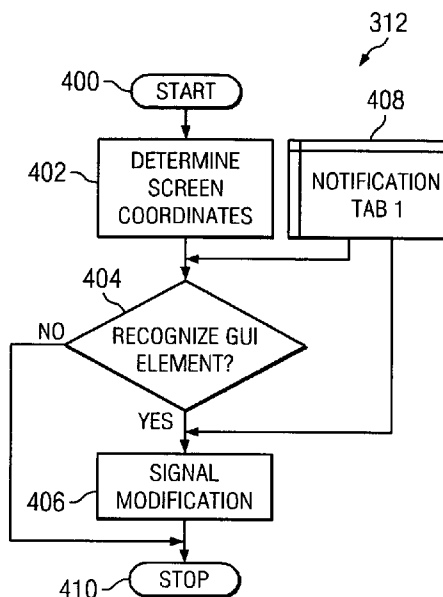 312
400
START
408
402
DETERMINE
SCREEN
COORDINATES
NOTIFICATION
TAB 1
404
NO
RECOGNIZE GUI
ELEMENT?
YES
406
SIGNAL
MODIFICATION
410
STOP